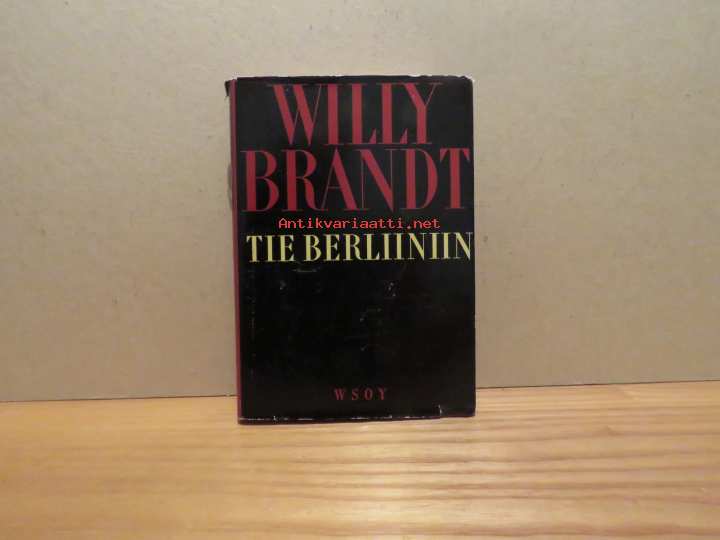 WILLY
BRANDT
Antikvariaatti.net
TIE BERLIINIIN
WSOY